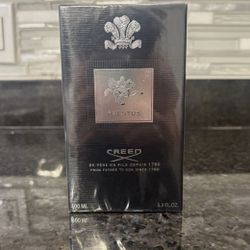 AVENTUS
CREED
DE PERE EN FILS DEPUIS 1760
FROM FATHER TO SON SINCE 1760
100 ML
3.3 FL.OZ.